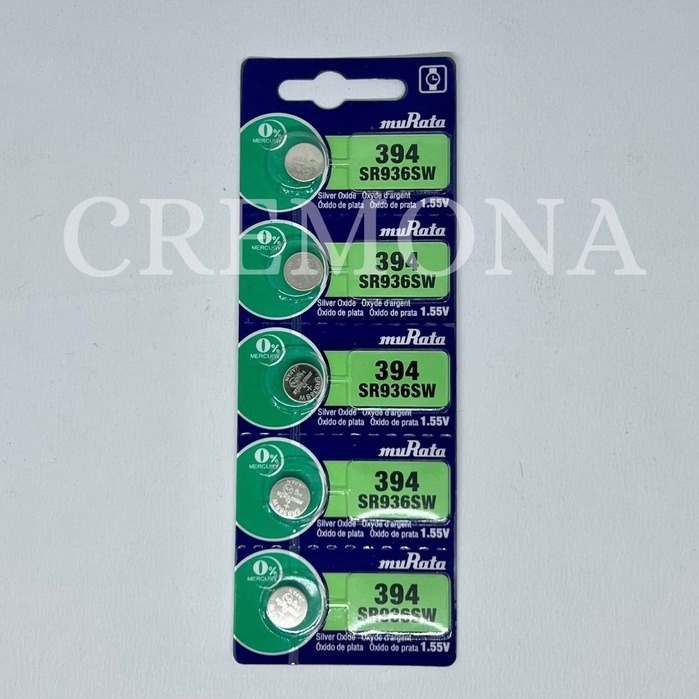 muRata
0%
MERCURY
394
SR936SW
Silver Oxide Oxyde d'argent
Óxido de plata Óxido de prata 1.55V
CREMONA
muRata
0%
MERCURY
394
SR936SW
Silver Oxide Oxyde d'argent
Óxido de plata Óxido de prata 1.55V
muRata
0%
MERCURY
394
SR936SW
Silver Oxide Oxyde d'argent
Óxido de plata Óxido de prata 1.55V
muRata
0%
MERCURY
394
SR936SW
Silver Oxide Oxyde d'argent
Óxido de plata Óxido de prata 1.55V
muRata
0%
MERCURY
394
SR936SW
Silver Oxide Oxyde d'argent
Óxido de plata Óxido de prata 1.55V